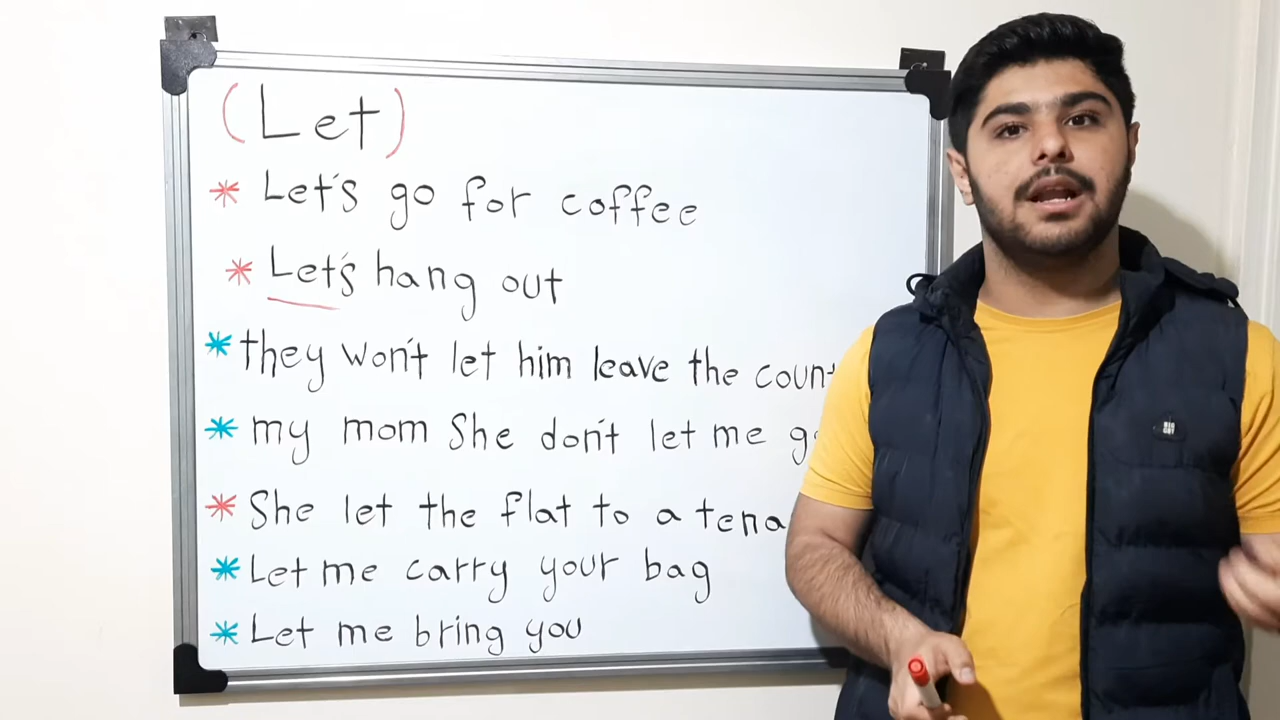 (Let)
Let's go for coffee
Let's hang out
they won't let him leave the
my mom She don't let me
She let the flat to a
Let me carry your bag
Let me bring you